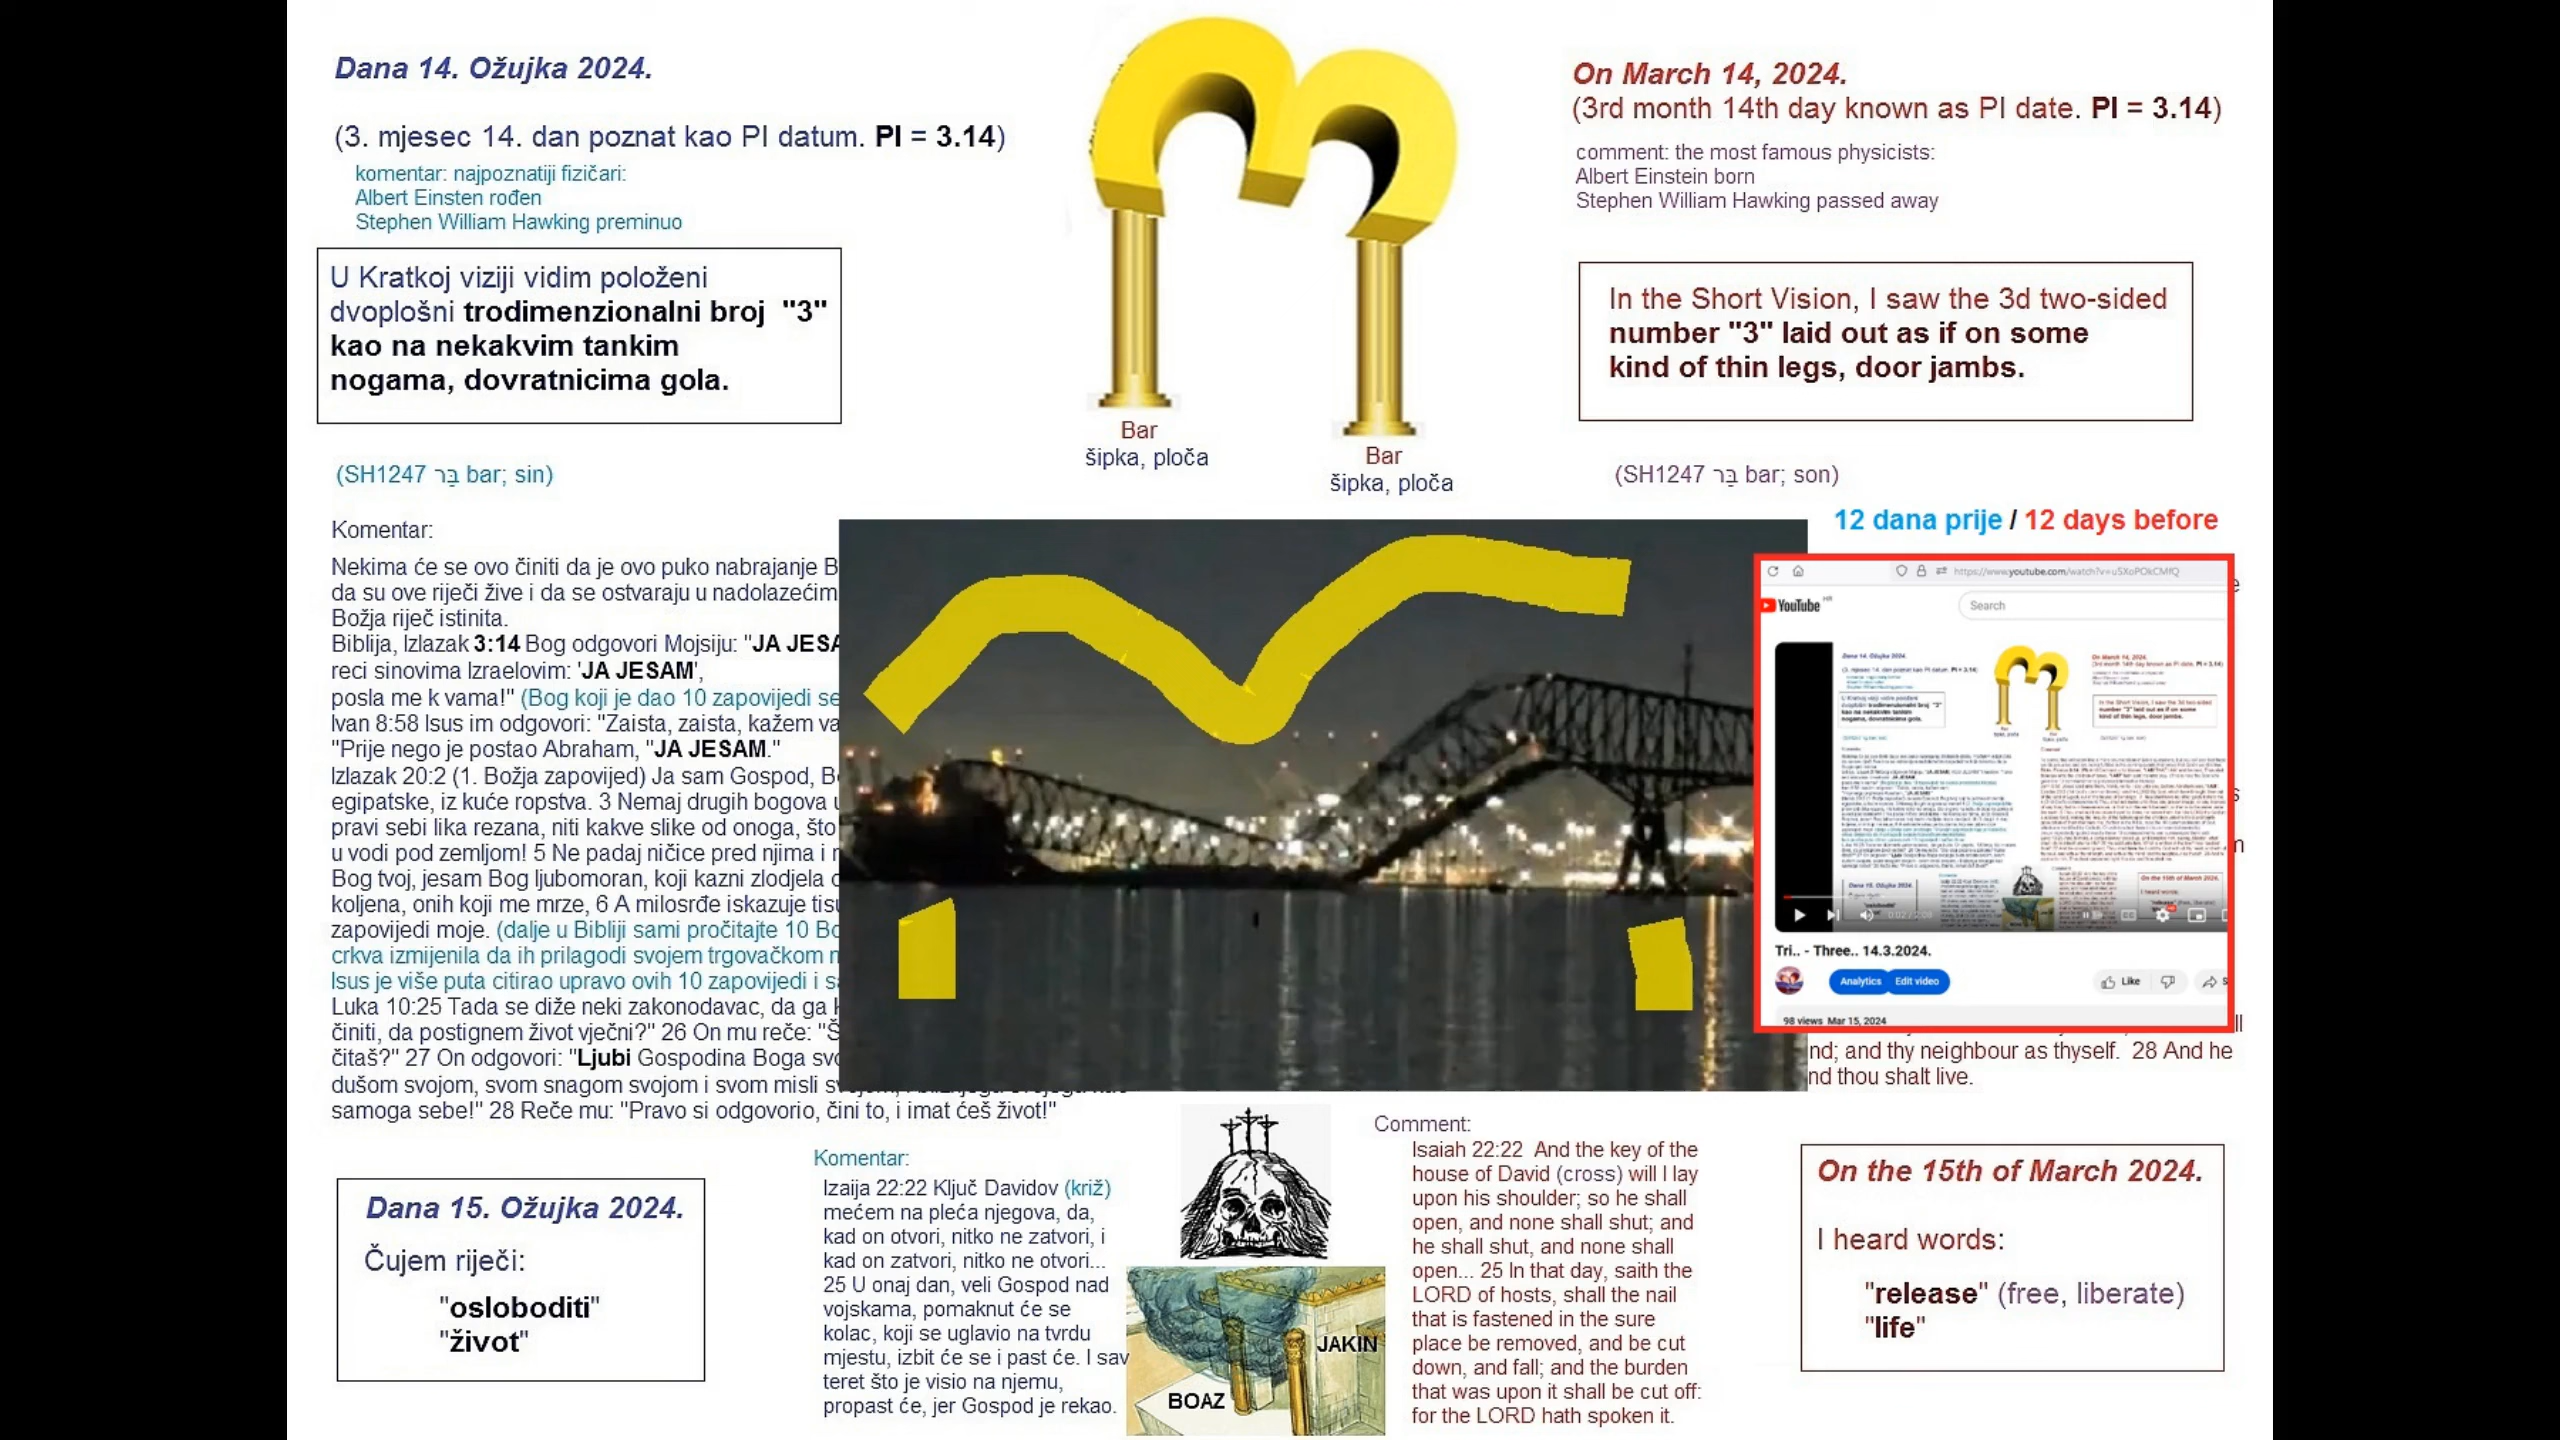 Dana 14. Ožujka 2024.
(3. mjesec 14. dan poznat kao PI datum. PI = 3.14)
komentar: najpoznatiji fizičari:
Albert Einsten rođen
Stephen William Hawking preminuo
U Kratkoj viziji vidim položeni
dvoplošni trodimenzionalni broj "3"
kao na nekakvim tankim
nogama, dovratnicima gola.
(SH1247 בַּר bar; sin)
Bar
šipka, ploča
Bar
šipka, ploča
On March 14, 2024.
(3rd month 14th day known as PI date. PI = 3.14)
comment: the most famous physicists:
Albert Einstein born
Stephen William Hawking passed away
In the Short Vision, I saw the 3d two-sided
number "3" laid out as if on some
kind of thin legs, door jambs.
(SH1247 בַּר bar; son)
12 dana prije / 12 days before
Komentar:
Nekima će se ovo činiti da je ovo puko nabrajanje B
da su ove riječi žive i da se ostvaraju u nadolazećim
Božja riječ istinita.
Biblija, Izlazak 3:14 Bog odgovori Mojsiju: "JA JESA
reci sinovima Izraelovim: 'JA JESAM',
posla me k vama!" (Bog koji je dao 10 zapovijedi se
Ivan 8:58 Isus im odgovori: "Zaista, zaista, kažem va
"Prije nego je postao Abraham, "JA JESAM."
Izlazak 20:2 (1. Božja zapovijed) Ja sam Gospod, B
egipatske, iz kuće ropstva. 3 Nemaj drugih bogova u
pravi sebi lika rezana, niti kakve slike od onoga, što
u vodi pod zemljom! 5 Ne padaj ničice pred njima i
Bog tvoj, jesam Bog ljubomoran, koji kazni zlodjela
koljena, onih koji me mrze, 6 A milosrđe iskazuje tisu
zapovijedi moje. (dalje u Bibliji sami pročitajte 10 Bo
crkva izmijenila da ih prilagodi svojem trgovačkom
Isus je više puta citirao upravo ovih 10 zapovijedi i s
Luka 10:25 Tada se diže neki zakonodavac, da ga
činiti, da postignem život vječni?" 26 On mu reče: "Š
čitaš?" 27 On odgovori: "Ljubi Gospodina Boga svo
dušom svojom, svom snagom svojom i svom misli
samoga sebe!" 28 Reče mu: "Pravo si odgovorio, čini to, i imat ćeš život!"
https://www.youtube.com/watch?v=uSXoPOkCMfQ
YouTube HR
Search
Dana 14. Ožujka 2024.
On March 14, 2024.
Tri.. - Three.. 14.3.2024.
Analytics Edit video
Like
98 views Mar 15, 2024
nd; and thy neighbour as thyself. 28 And he
nd thou shalt live.
Dana 15. Ožujka 2024.
Čujem riječi:
"osloboditi"
"život"
Komentar:
Izaija 22:22 Ključ Davidov (križ)
mećem na pleća njegova, da,
kad on otvori, nitko ne zatvori, i
kad on zatvori, nitko ne otvori...
25 U onaj dan, veli Gospod nad
vojskama, pomaknut će se
kolac, koji se uglavio na tvrdu
mjestu, izbit će se i past će. I sav
teret što je visio na njemu,
propast će, jer Gospod je rekao.
JAKIN
BOAZ
Comment:
Isaiah 22:22 And the key of the
house of David (cross) will I lay
upon his shoulder; so he shall
open, and none shall shut; and
he shall shut, and none shall
open... 25 In that day, saith the
LORD of hosts, shall the nail
that is fastened in the sure
place be removed, and be cut
down, and fall; and the burden
that was upon it shall be cut off:
for the LORD hath spoken it.
On the 15th of March 2024.
I heard words:
"release" (free, liberate)
"life"